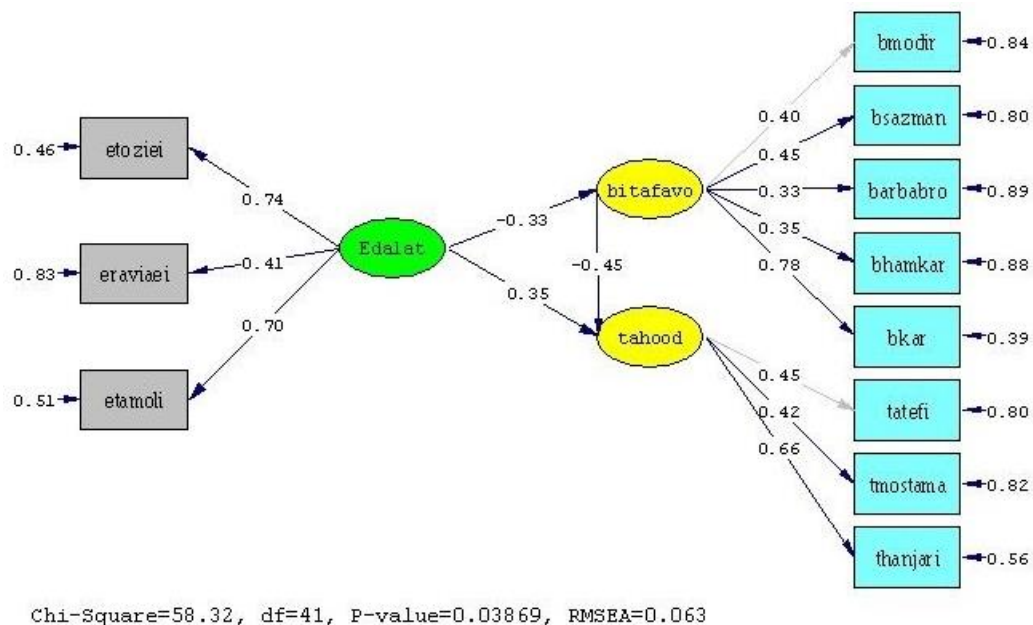 bmodir
0.84
0.40
bsazman
0.80
0.46
etoziei
0.45
bitafavo
0.33
barbabro
0.89
0.74
-0.33
0.35
Edalat
bhamkar
0.88
0.83
eraviaei
-0.41
-0.45
0.78
0.35
0.70
tahood
bkar
0.39
0.51
etamoli
0.45
tatefi
0.80
0.42
0.66
tmostama
0.82
thanjari
0.56
Chi-Square=58.32, df=41, P-value=0.03869, RMSEA=0.063